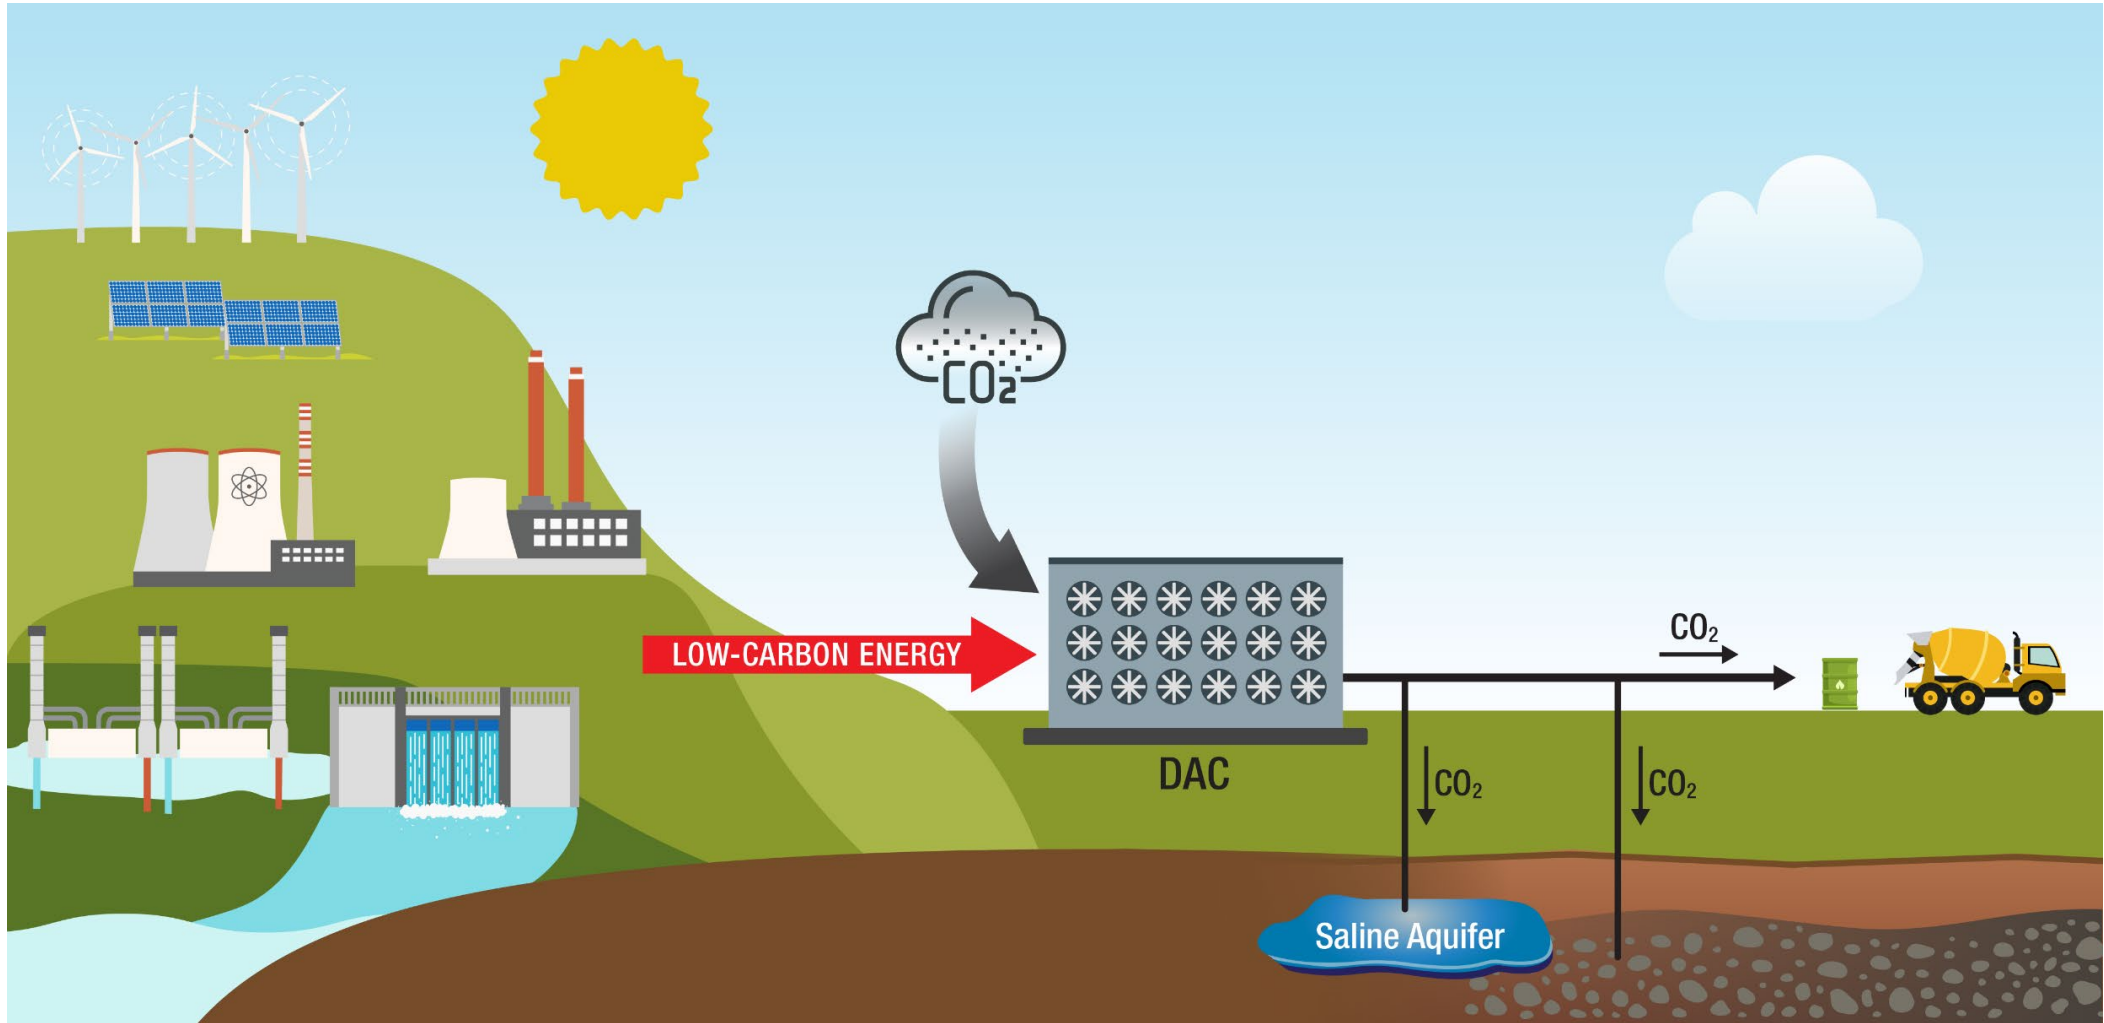 CO₂
LOW-CARBON ENERGY
DAC
CO₂
CO₂
CO₂
Saline Aquifer